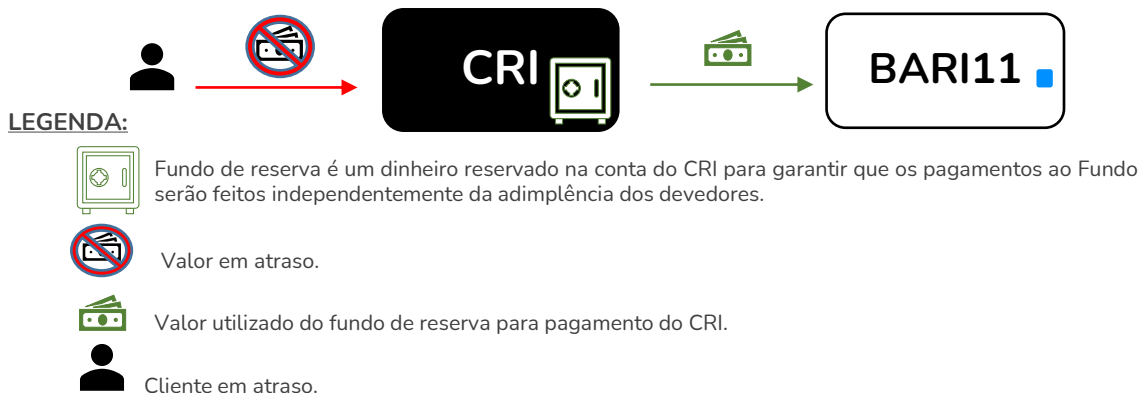 CRI
BARI11
LEGENDA:
Fundo de reserva é um dinheiro reservado na conta do CRI para garantir que os pagamentos ao Fundo
serão feitos independentemente da adimplência dos devedores.
Valor em atraso.
Valor utilizado do fundo de reserva para pagamento do CRI.
Cliente em atraso.